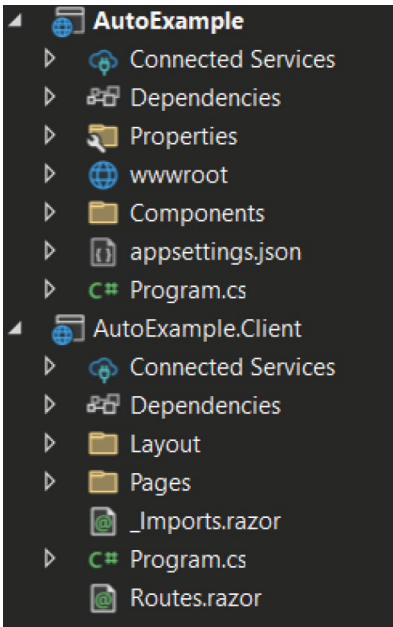 AutoExample
Connected Services
Dependencies
Properties
wwwroot
Components
appsettings.json
C# Program.cs
AutoExample.Client
Connected Services
Dependencies
Layout
Pages
_Imports.razor
C# Program.cs
Routes.razor